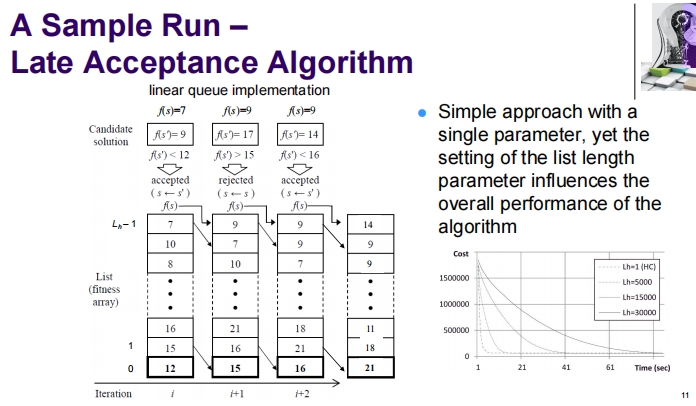 A Sample Run –
Late Acceptance Algorithm
linear queue implementation
f(s)=7 f(s)=9 f(s)=9
Candidate
solution
f(s')= 9 f(s')= 17 f(s')= 14
f(s') < 12 f(s') > 15 f(s') < 16
accepted rejected accepted
( s ← s' ) ( s ← s ) ( s ← s' )
f(s) f(s) f(s)
Lh – 1 7 9 9 14
10 7 9 9
8 10 7 9
List
(fitness
array)
16 21 18 11
1 15 16 21 18
0 12 15 16 21
Iteration i i+1 i+2
• Simple approach with a
single parameter, yet the
setting of the list length
parameter influences the
overall performance of the
algorithm
Cost
Lh=1 (HC)
Lh=5000
Lh=15000
Lh=30000
1500000
1000000
500000
0
1 21 41 61 Time (sec)
11